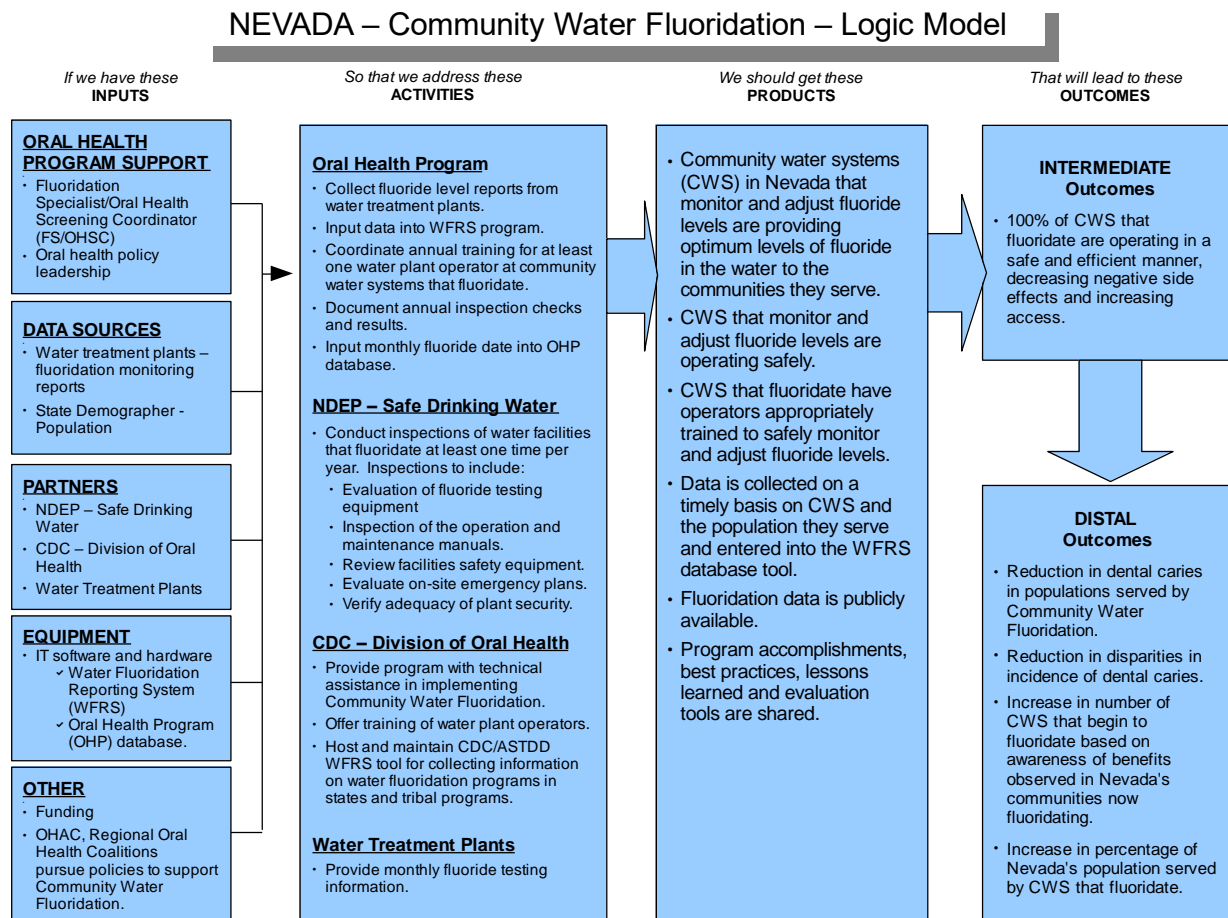 NEVADA – Community Water Fluoridation – Logic Model
If we have these
INPUTS
So that we address these
ACTIVITIES
We should get these
PRODUCTS
That will lead to these
OUTCOMES
ORAL HEALTH
PROGRAM SUPPORT
• Fluoridation
Specialist/Oral Health
Screening Coordinator
(FS/OHSC)
• Oral health policy
leadership
DATA SOURCES
• Water treatment plants –
fluoridation monitoring
reports
• State Demographer -
Population
PARTNERS
• NDEP – Safe Drinking
Water
• CDC – Division of Oral
Health
• Water Treatment Plants
EQUIPMENT
• IT software and hardware
✓ Water Fluoridation
Reporting System
(WFRS)
✓ Oral Health Program
(OHP) database.
OTHER
• Funding
• OHAC, Regional Oral
Health Coalitions
pursue policies to support
Community Water
Fluoridation.
Oral Health Program
• Collect fluoride level reports from
water treatment plants.
• Input data into WFRS program.
• Coordinate annual training for at least
one water plant operator at community
water systems that fluoridate.
• Document annual inspection checks
and results.
• Input monthly fluoride date into OHP
database.
NDEP – Safe Drinking Water
• Conduct inspections of water facilities
that fluoridate at least one time per
year. Inspections to include:
• Evaluation of fluoride testing
equipment
• Inspection of the operation and
maintenance manuals.
• Review facilities safety equipment.
• Evaluate on-site emergency plans.
• Verify adequacy of plant security.
CDC – Division of Oral Health
• Provide program with technical
assistance in implementing
Community Water Fluoridation.
• Offer training of water plant operators.
• Host and maintain CDC/ASTDD
WFRS tool for collecting information
on water fluoridation programs in
states and tribal programs.
Water Treatment Plants
• Provide monthly fluoride testing
information.
• Community water systems
(CWS) in Nevada that
monitor and adjust fluoride
levels are providing
optimum levels of fluoride
in the water to the
communities they serve.
• CWS that monitor and
adjust fluoride levels are
operating safely.
• CWS that fluoridate have
operators appropriately
trained to safely monitor
and adjust fluoride levels.
• Data is collected on a
timely basis on CWS and
the population they serve
and entered into the WFRS
database tool.
• Fluoridation data is publicly
available.
• Program accomplishments,
best practices, lessons
learned and evaluation
tools are shared.
INTERMEDIATE
Outcomes
• 100% of CWS that
fluoridate are operating in a
safe and efficient manner,
decreasing negative side
effects and increasing
access.
DISTAL
Outcomes
• Reduction in dental caries
in populations served by
Community Water
Fluoridation.
• Reduction in disparities in
incidence of dental caries.
• Increase in number of
CWS that begin to
fluoridate based on
awareness of benefits
observed in Nevada's
communities now
fluoridating.
• Increase in percentage of
Nevada's population served
by CWS that fluoridate.